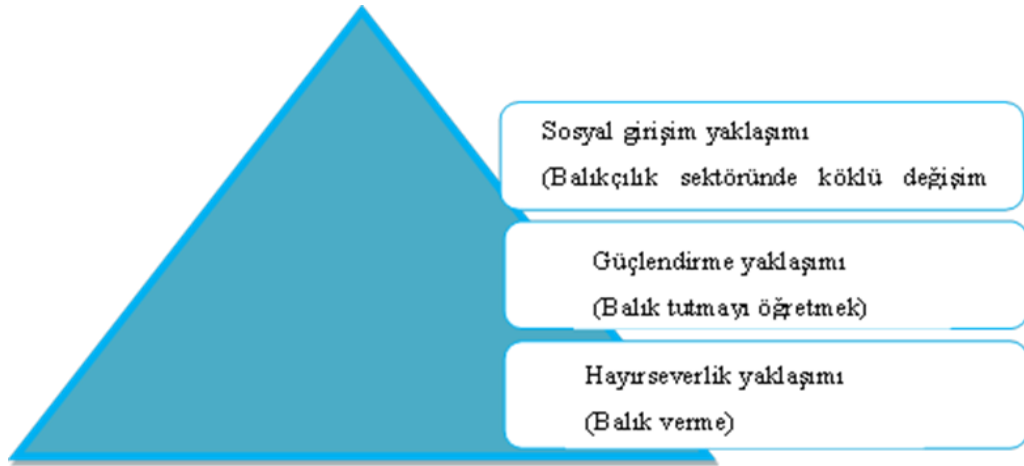 Sosyal girişim yaklaşımı
(Balıkçılık sektöründe köklü değişim
Güçlendirme yaklaşımı
(Balık tutmayı öğretmek)
Hayırseverlik yaklaşımı
(Balık verme)